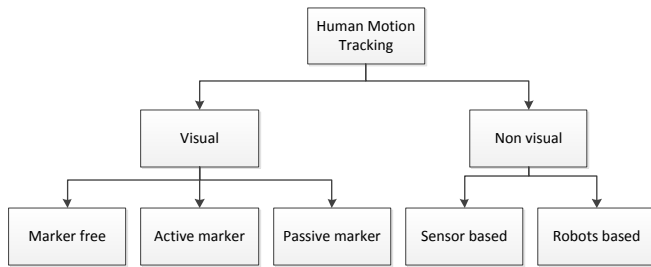 Human Motion
Tracking
Visual
Non visual
Marker free
Active marker
Passive marker
Sensor based
Robots based